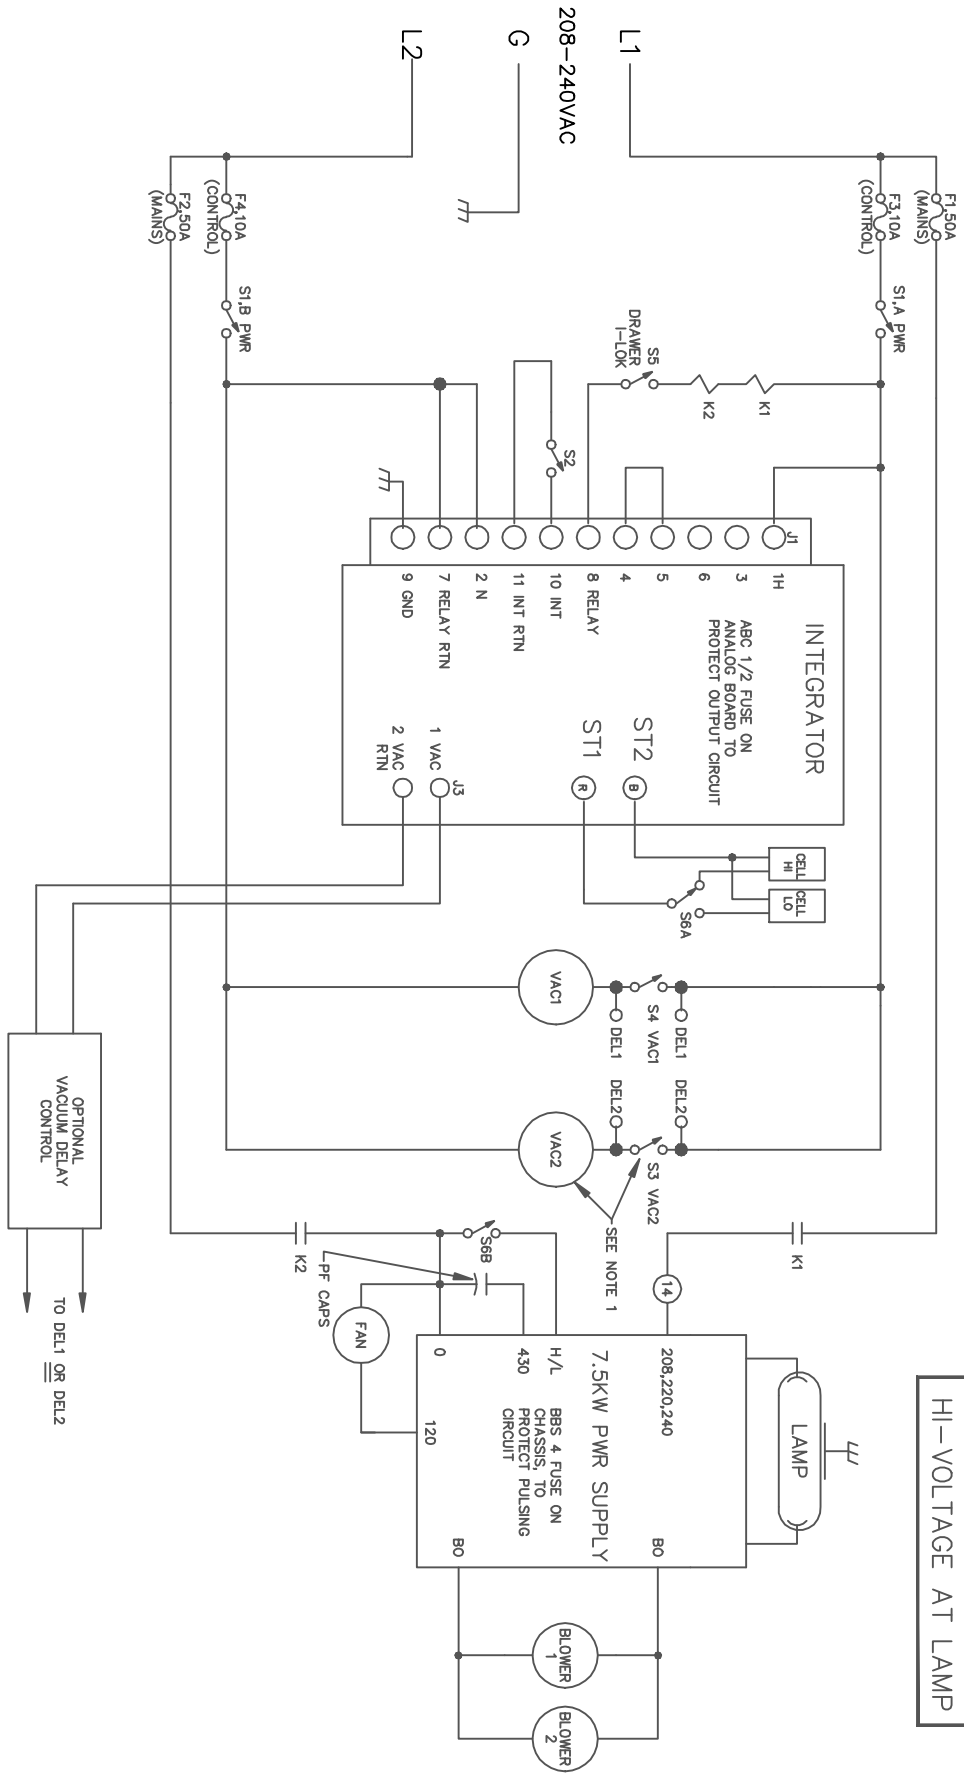 HI-VOLTAGE AT LAMP
L1
208-240VAC
G
L2
F1,50A
(MAINS)
F3,10A
(CONTROL)
F4,10A
(CONTROL)
F2,50A
(MAINS)
S1,A PWR
S1,B PWR
K1
K2
S5
DRAWER
I-LOK
S2
J1
1H
3
6
5
4
8 RELAY
10 INT
11 INT RTN
2 N
7 RELAY RTN
9 GND
INTEGRATOR
ABC 1/2 FUSE ON
ANALOG BOARD TO
PROTECT OUTPUT CIRCUIT
ST2
ST1
B
R
J3
1 VAC
2 VAC
RTN
CELL
HI
CELL
LO
S6A
DEL1
S4 VAC1
DEL1
VAC1
DEL2
S3 VAC2
DEL2
VAC2
SEE NOTE 1
OPTIONAL
VACUUM DELAY
CONTROL
TO DEL1 OR DEL2
K1
14
S6B
K2
PF CAPS
FAN
LAMP
208,220,240
7.5KW PWR SUPPLY
H/L
430
0
120
BBS 4 FUSE ON
CHASSIS, TO
PROTECT PULSING
CIRCUIT
BO
BO
BLOWER
1
BLOWER
2